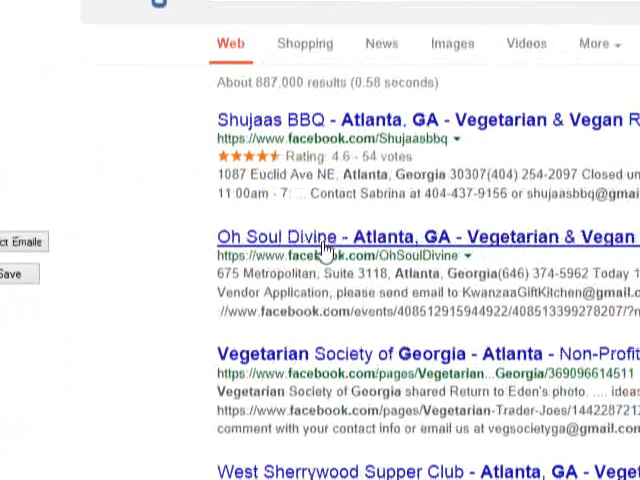 Web Shopping News Images Videos More
About 887,000 results (0.58 seconds)
Shujaas BBQ - Atlanta, GA - Vegetarian & Vegan R
https://www.facebook.com/Shujaasbbq
Rating: 4.6 - 54 votes
1087 Euclid Ave NE, Atlanta, Georgia 30307(404) 254-2097 Closed un
11:00am - 7: ... Contact Sabrina at 404-437-9156 or shujaasbbq@gmai
Oh Soul Divine - Atlanta, GA - Vegetarian & Vegan
ct Emails
https://www.facebook.com/OhSoulDivine
Save
675 Metropolitan, Suite 3118, Atlanta, Georgia(646) 374-5962 Today 1
Vendor Application, please send email to KwanzaaGiftKitchen@gmail.c
//www.facebook.com/events/408512915944922/408513399278207/?n
Vegetarian Society of Georgia - Atlanta - Non-Profit
https://www.facebook.com/pages/Vegetarian...Georgia/369096614511
Vegetarian Society of Georgia shared Return to Eden's photo. .... idea
https://www.facebook.com/pages/Vegetarian-Trader-Joes/144228721
comment with your contact info or email us at vegsocietyga@gmail.com
West Sherrywood Supper Club - Atlanta, GA - Veget